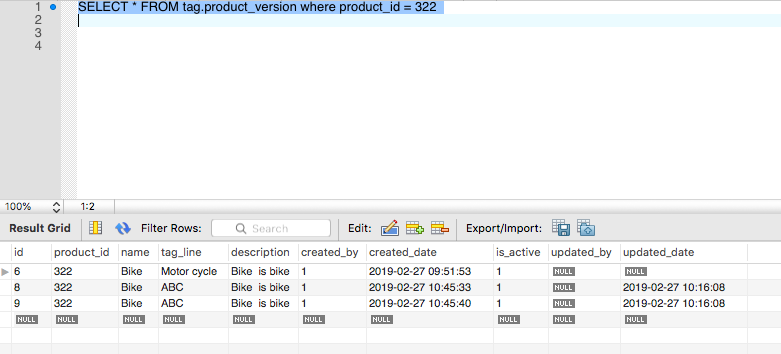 1 SELECT * FROM tag.product_version where product_id = 322
2
3
4
100% 1:2
Result Grid Filter Rows: Search Edit: Export/Import:
id product_id name tag_line description created_by created_date is_active updated_by updated_date
6 322 Bike Motor cycle Bike is bike 1 2019-02-27 09:51:53 1 NULL NULL
8 322 Bike ABC Bike is bike 1 2019-02-27 10:45:33 1 NULL 2019-02-27 10:16:08
9 322 Bike ABC Bike is bike 1 2019-02-27 10:45:40 1 NULL 2019-02-27 10:16:08
NULL NULL NULL NULL NULL NULL NULL NULL NULL NULL